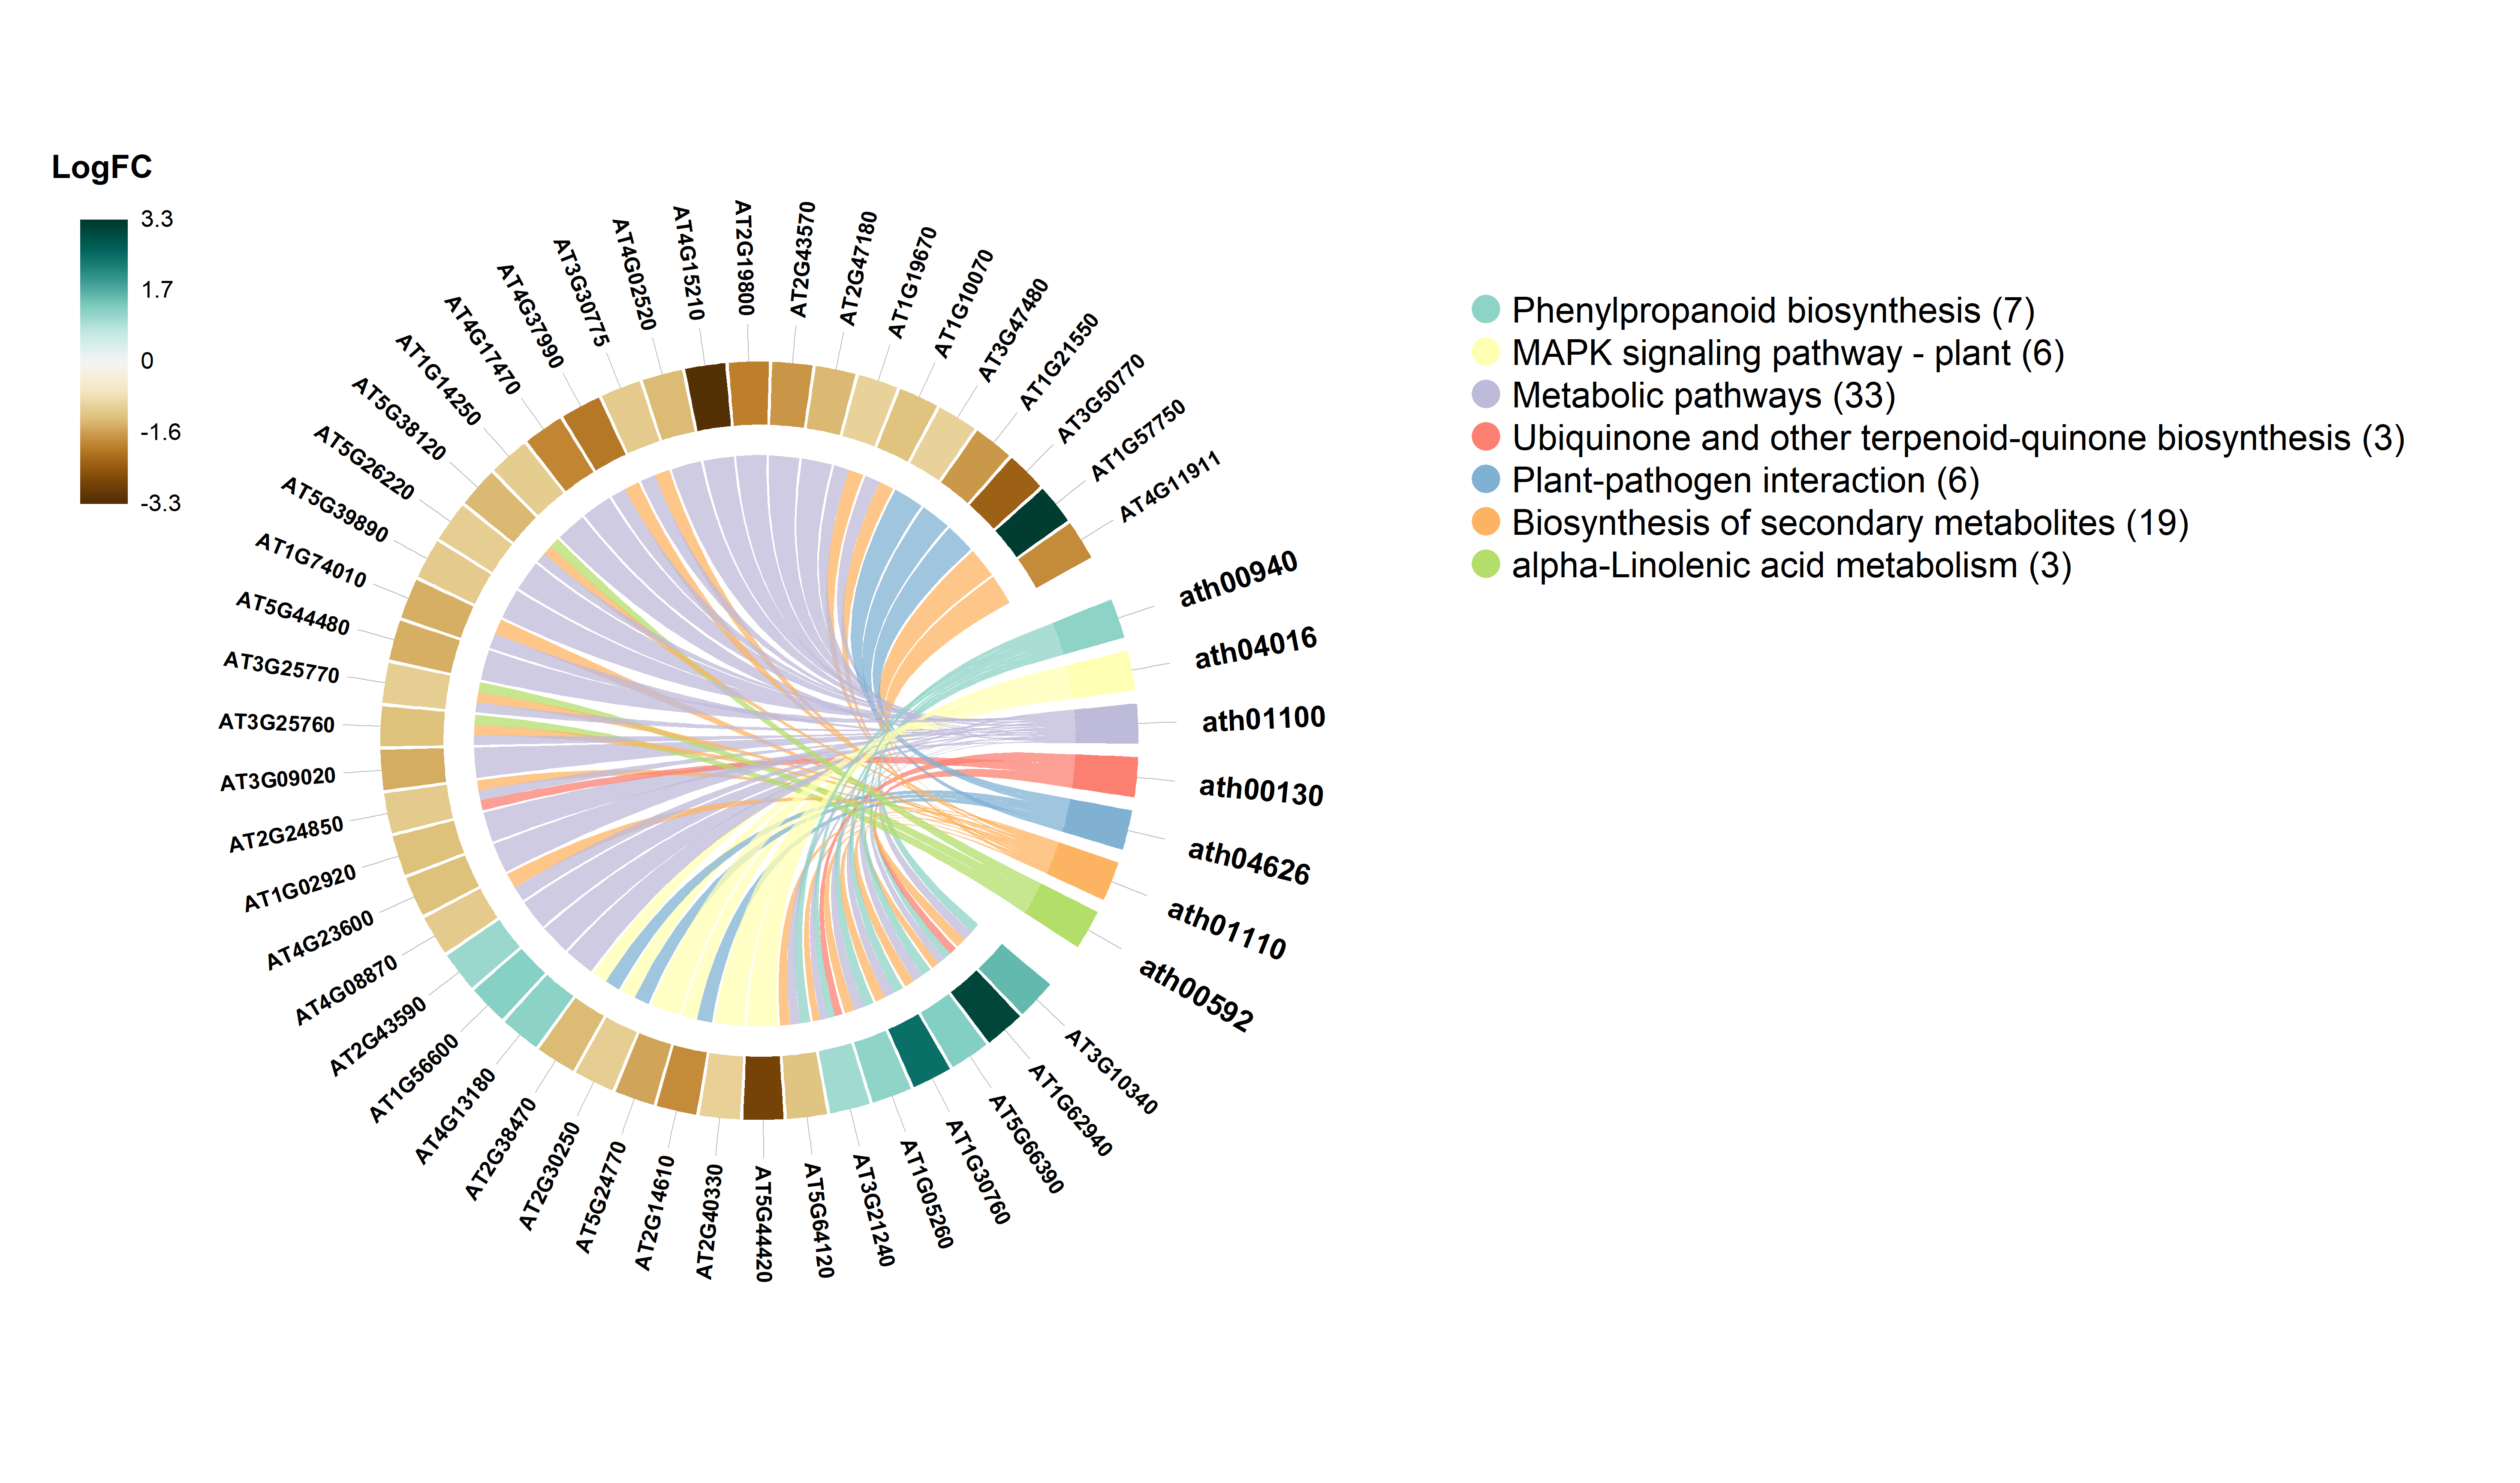 LogFC
3.3
1.7
0
-1.6
-3.3
AT4G11911
AT1G57750
AT3G50770
AT1G21550
AT3G47480
AT1G10070
AT1G19670
AT2G47180
AT2G43570
AT2G19800
AT4G15210
AT4G02520
AT3G30775
AT4G37990
AT4G17470
AT1G14250
AT5G38120
AT5G26220
AT5G39890
AT1G74010
AT5G44480
AT3G25770
AT3G25760
AT3G09020
AT2G24850
AT1G02920
AT4G23600
AT4G08870
AT2G43590
AT1G56600
AT4G13180
AT2G38470
AT2G30250
AT5G24770
AT2G14610
AT2G40330
AT5G44420
AT5G64120
AT3G21240
AT1G05260
AT1G30760
AT5G66390
AT1G62940
AT3G10340
ath00940
ath04016
ath01100
ath00130
ath04626
ath01110
ath00592
Phenylpropanoid biosynthesis (7)
MAPK signaling pathway - plant (6)
Metabolic pathways (33)
Ubiquinone and other terpenoid-quinone biosynthesis (3)
Plant-pathogen interaction (6)
Biosynthesis of secondary metabolites (19)
alpha-Linolenic acid metabolism (3)